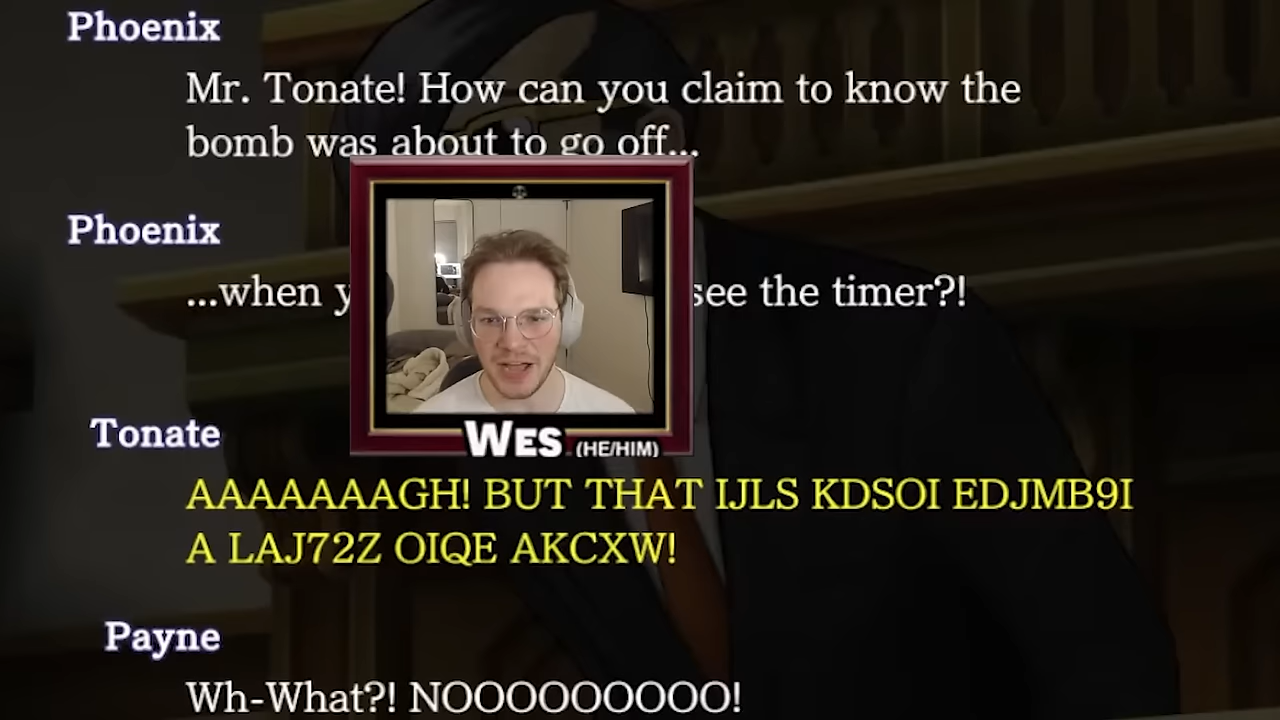 Phoenix
Mr. Tonate! How can you claim to know the
bomb was about to go off...
Phoenix
...when see the timer?!
WES (HE/HIM)
Tonate
AAAAAAAGH! BUT THAT IJLS KDSOI EDJMB9I
A LAJ72Z OIQE AKCXW!
Payne
Wh-What?! NOOOOOOOOO!